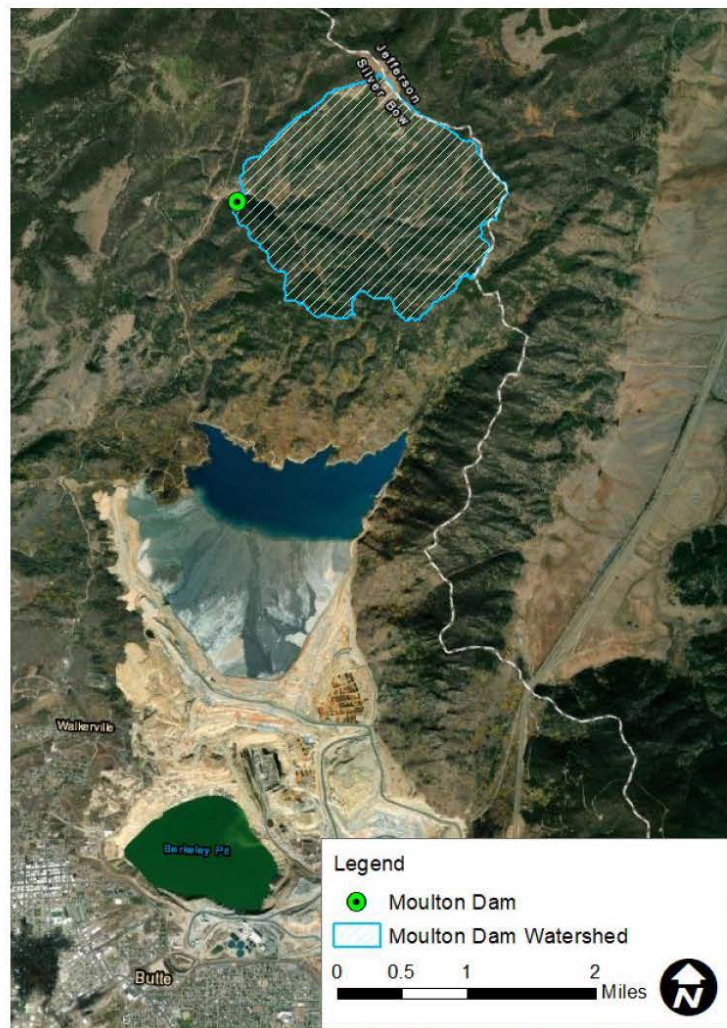 Jefferson
Silver Bow
Walkerville
Berkeley Pit
Butte
Legend
Moulton Dam
Moulton Dam Watershed
0 0.5 1 2
Miles
N